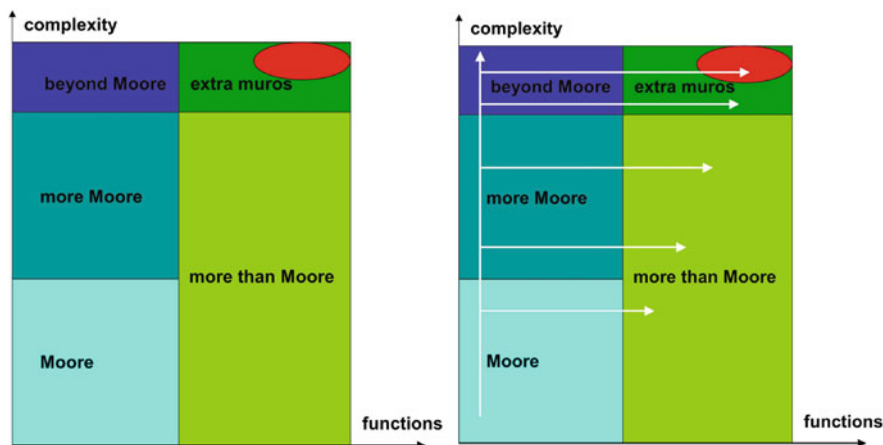 complexity
beyond Moore
extra muros
more Moore
more than Moore
Moore
functions
complexity
beyond Moore
extra muros
more Moore
more than Moore
Moore
functions